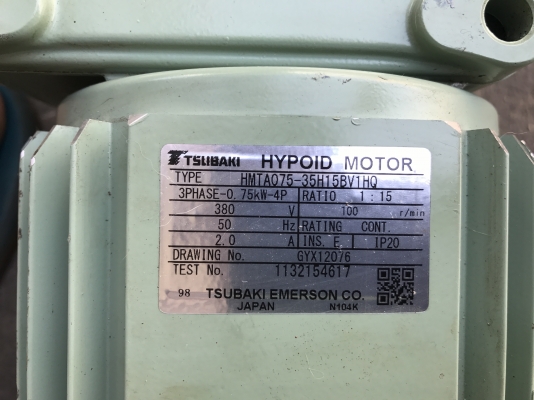 TSUBAKI HYPOID MOTOR
TYPE HMTA075-35H15BV1HQ
3PHASE-0.75kW-4P RATIO 1:15
380 V 100 r/min
50 Hz RATING CONT.
2.0 A INS. E IP20
DRAWING No. GYX12076
TEST No. 1132154617
98 TSUBAKI EMERSON CO.
JAPAN N104K